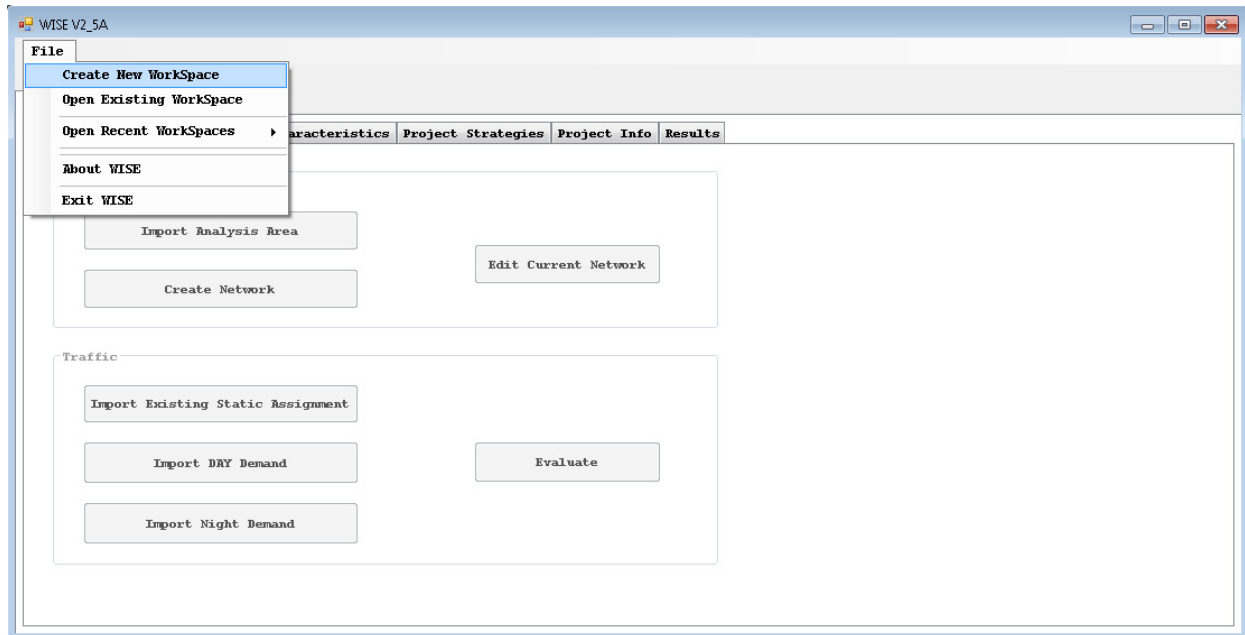 WISE V2_5A
File
Create New WorkSpace
Open Existing WorkSpace
Open Recent WorkSpaces
About WISE
Exit WISE
Project Strategies Project Info Results
Import Analysis Area
Edit Current Network
Create Network
Traffic
Import Existing Static Assignment
Import DAY Demand
Evaluate
Import Night Demand